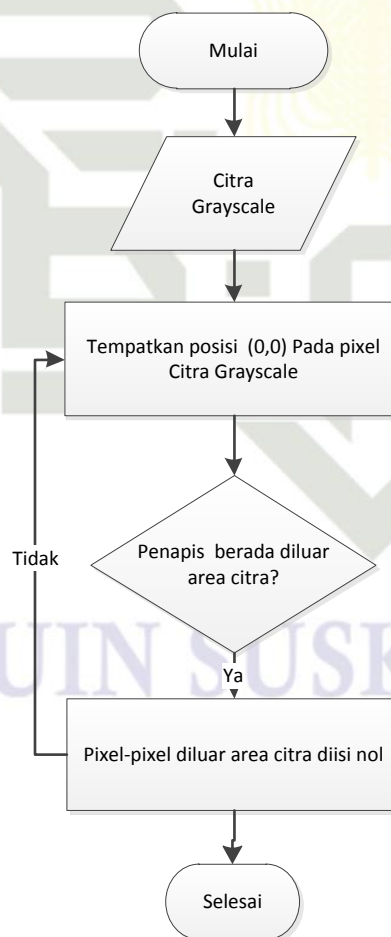 Mulai
Citra
Grayscale
Tempatkan posisi (0,0) Pada pixel
Citra Grayscale
Penapis berada diluar
area citra?
Tidak
UIN SUSK
Ya
Pixel-pixel diluar area citra diisi nol
Selesai